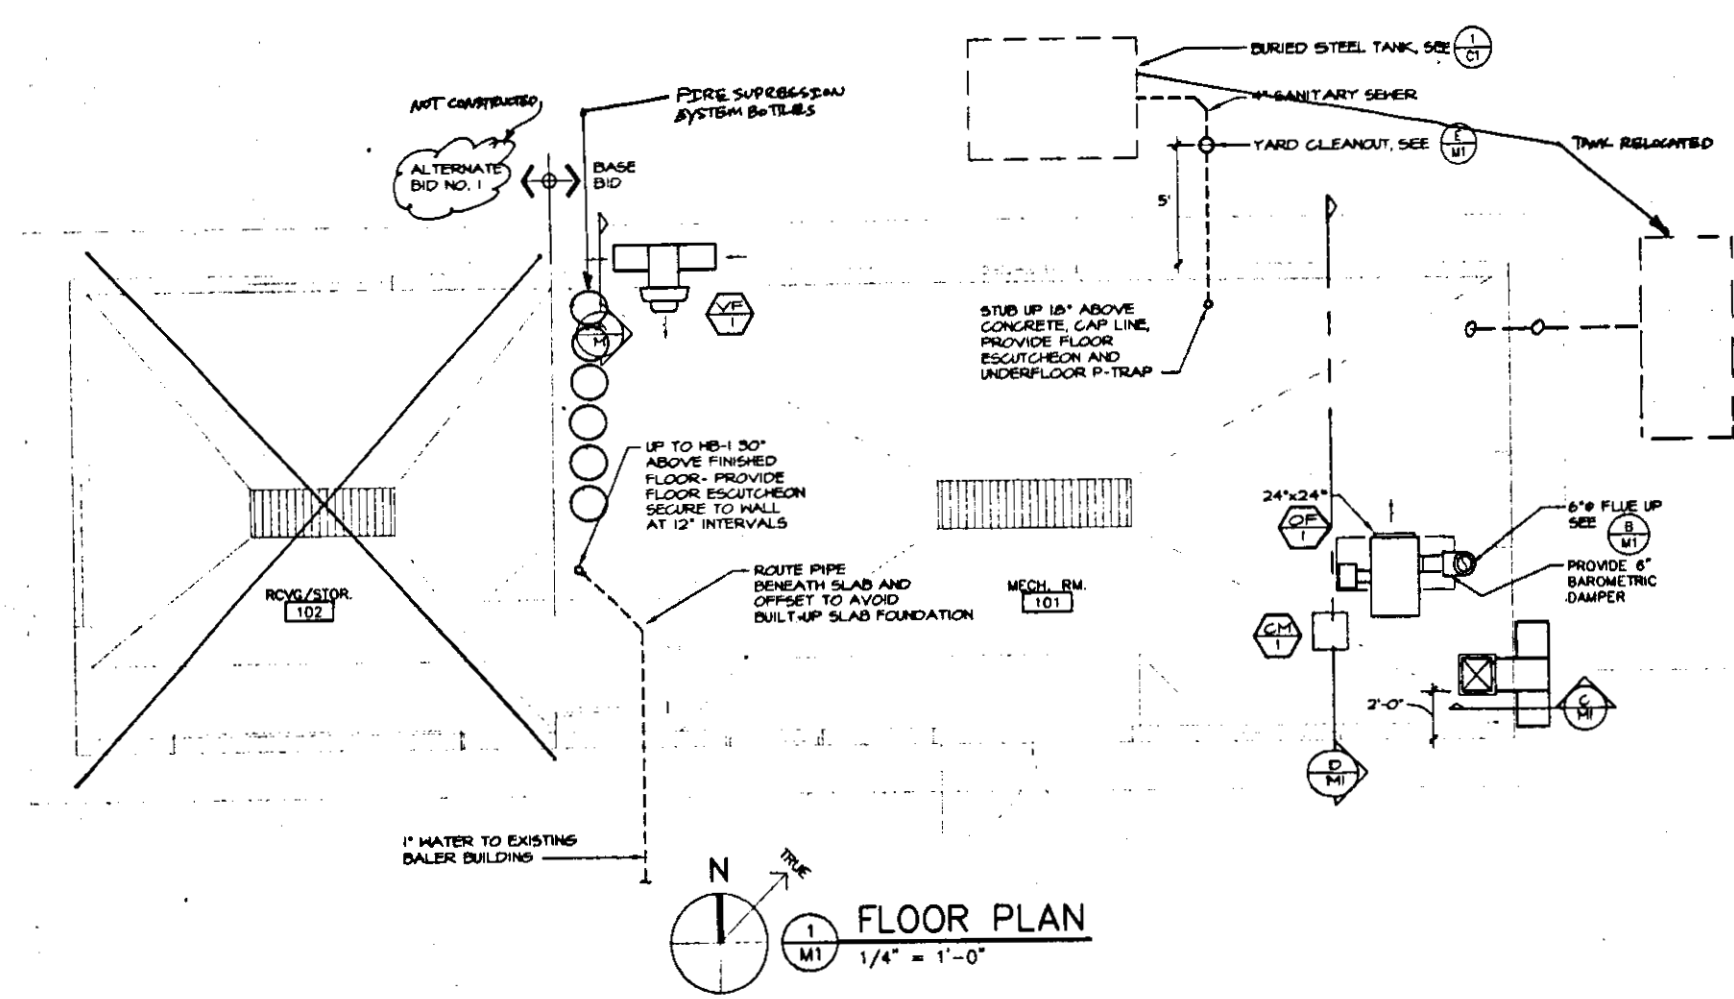 BURIED STEEL TANK, SEE
1
C1
4" SANITARY SEWER
YARD CLEANOUT, SEE
E
M1
TANK RELOCATED
NOT CONSTRUCTED
ALTERNATE
BID NO. 1
BASE
BID
FIRE SUPRESSION
SYSTEM BOTTLES
5'
VF
1
M
STUB UP 18" ABOVE
CONCRETE, CAP LINE,
PROVIDE FLOOR
ESCUTCHEON AND
UNDERFLOOR P-TRAP
UP TO HB-1 30"
ABOVE FINISHED
FLOOR- PROVIDE
FLOOR ESCUTCHEON
SECURE TO WALL
AT 12" INTERVALS
24"x24"
OF
1
6"ø FLUE UP
SEE
B
M1
PROVIDE 6"
BAROMETRIC
DAMPER
ROUTE PIPE
BENEATH SLAB AND
OFFSET TO AVOID
BUILT-UP SLAB FOUNDATION
MECH. RM.
101
RCVG/STOR.
102
CM
1
2'-0"
C
M1
D
M1
1" WATER TO EXISTING
BALER BUILDING
N
TRUE
1
M1
FLOOR PLAN
1/4" = 1'-0"